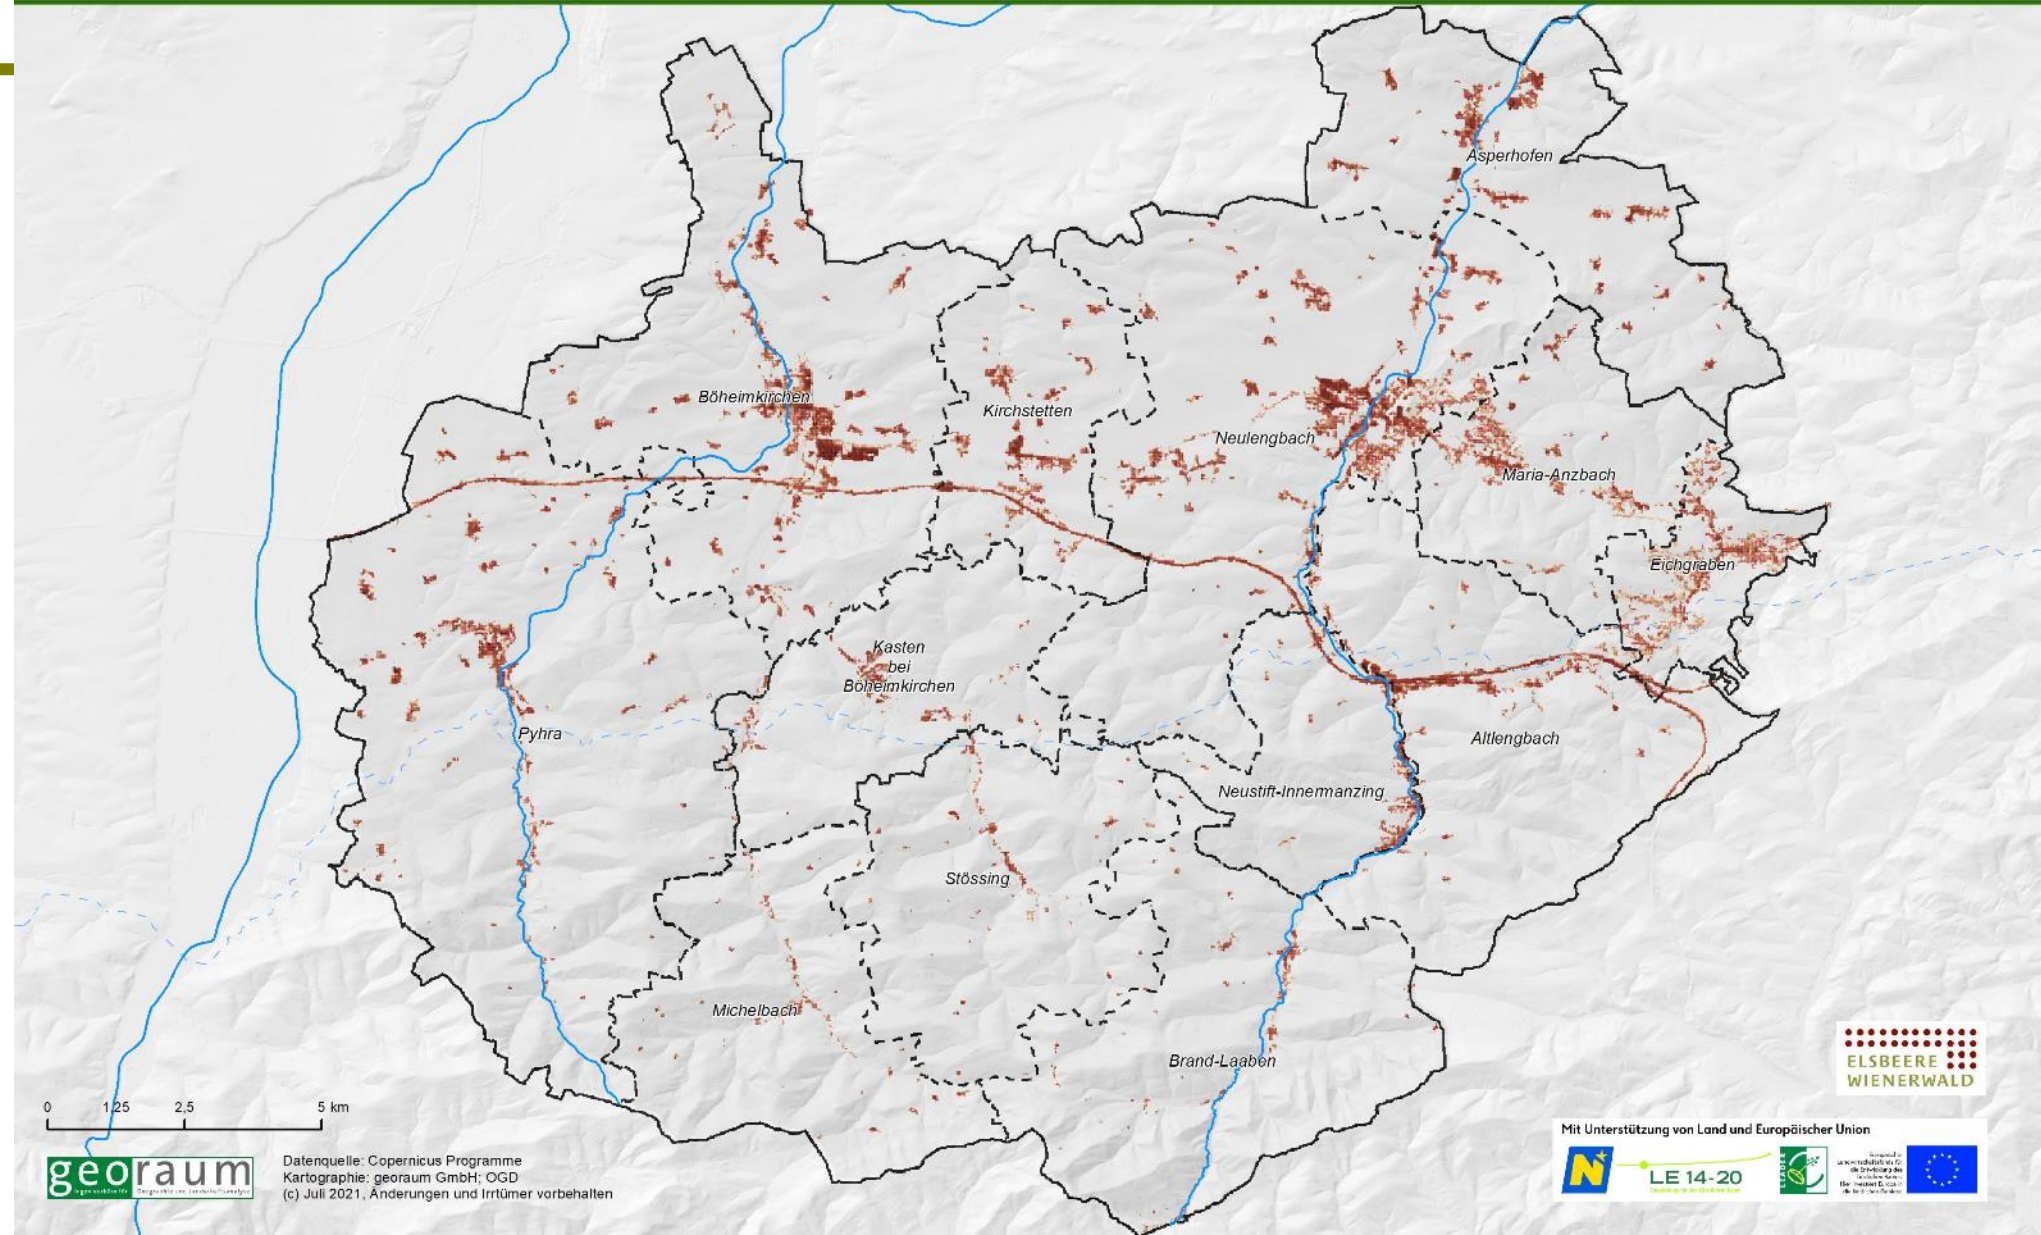 Asperhofen
Böheimkirchen
Kirchstetten
Neulengbach
Maria-Anzbach
Eichgraben
Kasten
bei
Böheimkirchen
Pyhra
Altlengbach
Neustift-Innermanzing
Stössing
Michelbach
Brand-Laaben
ELSBEERE
WIENERWALD
0 1,25 2,5 5 km
Mit Unterstützung von Land und Europäischer Union
georaum
Datenquelle: Copernicus Programme
Kartographie: georaum GmbH; OGD
(c) Juli 2021, Änderungen und Irrtümer vorbehalten
N
LE 14-20
LEADER